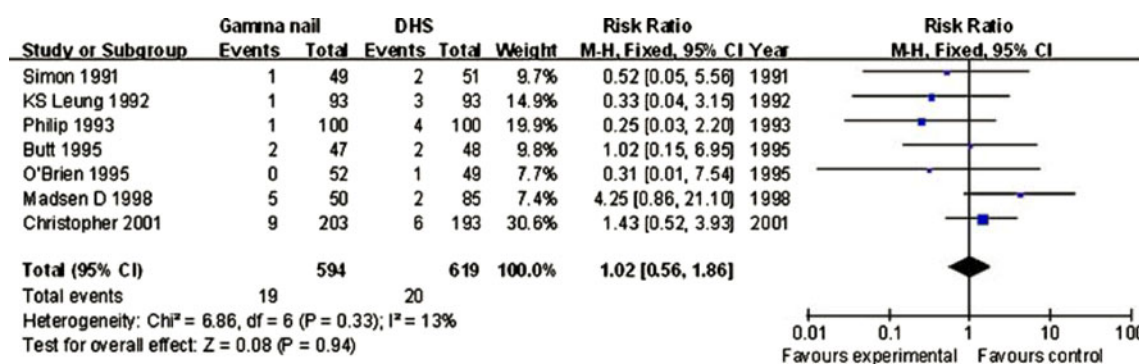 Gamma nail DHS Risk Ratio Risk Ratio
Study or Subgroup Events Total Events Total Weight M-H, Fixed, 95% CI Year M-H, Fixed, 95% CI
Simon 1991 1 49 2 51 9.7% 0.52 [0.05, 5.56] 1991
KS Leung 1992 1 93 3 93 14.9% 0.33 [0.04, 3.15] 1992
Philip 1993 1 100 4 100 19.9% 0.25 [0.03, 2.20] 1993
Butt 1995 2 47 2 48 9.8% 1.02 [0.15, 6.95] 1995
O'Brien 1995 0 52 1 49 7.7% 0.31 [0.01, 7.54] 1995
Madsen D 1998 5 50 2 85 7.4% 4.25 [0.86, 21.10] 1998
Christopher 2001 9 203 6 193 30.6% 1.43 [0.52, 3.93] 2001
Total (95% CI) 594 619 100.0% 1.02 [0.56, 1.86]
Total events 19 20
Heterogeneity: Chi² = 6.86, df = 6 (P = 0.33); I² = 13%
Test for overall effect: Z = 0.08 (P = 0.94)
0.01 0.1 1 10 100
Favours experimental Favours control